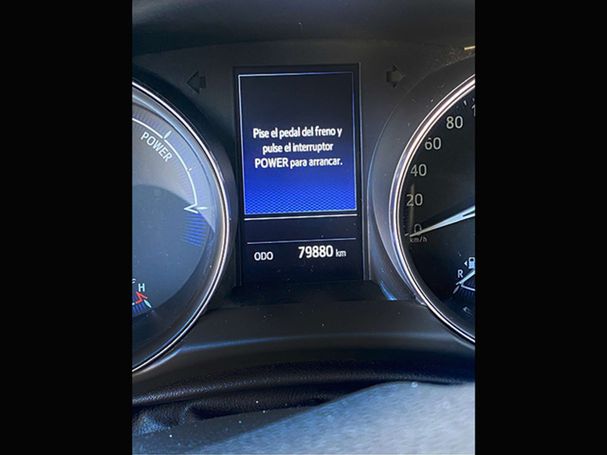 POWER
Pise el pedal del freno y
pulse el interruptor
POWER para arrancar.
ODO 79880 km
H
80
60
40
20
0
km/h
R